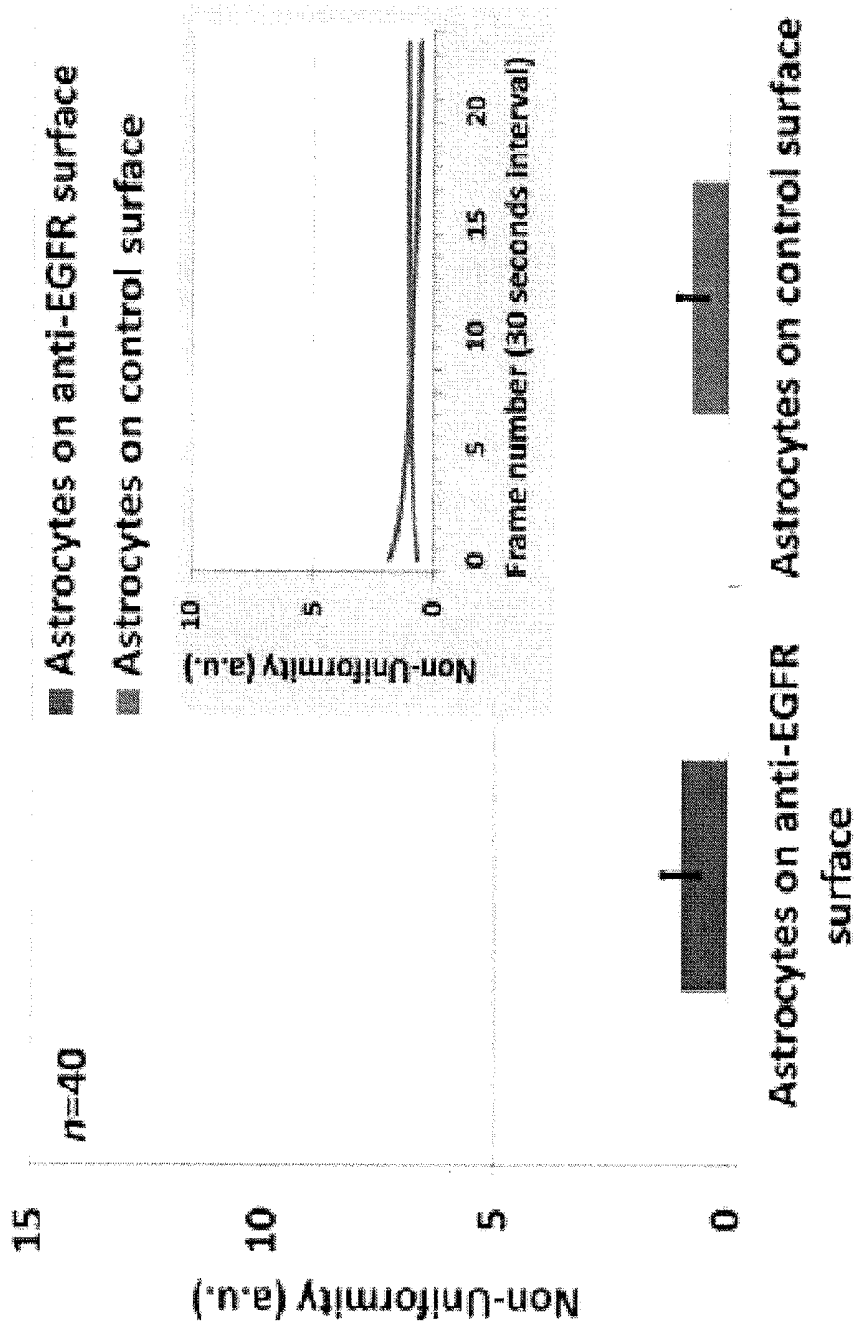 n=40
Astrocytes on anti-EGFR surface
Astrocytes on control surface
Non-Uniformity (a.u.)
15
10
5
0
Non-Uniformity (a.u.)
10
5
0
0 5 10 15 20
Frame number (30 seconds interval)
Astrocytes on anti-EGFR
surface
Astrocytes on control surface